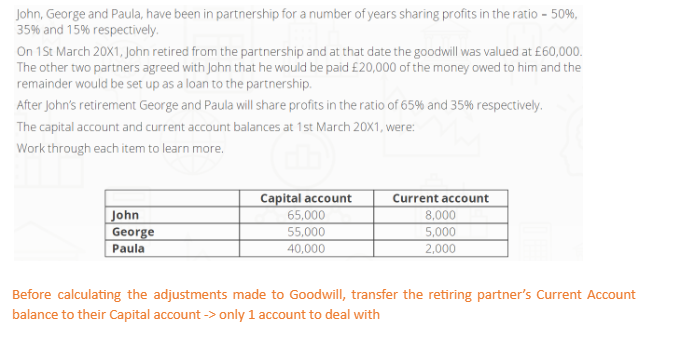 John, George and Paula, have been in partnership for a number of years sharing profits in the ratio – 50%,
35% and 15% respectively.
On 1St March 20X1, John retired from the partnership and at that date the goodwill was valued at £60,000.
The other two partners agreed with John that he would be paid £20,000 of the money owed to him and the
remainder would be set up as a loan to the partnership.
After John's retirement George and Paula will share profits in the ratio of 65% and 35% respectively.
The capital account and current account balances at 1st March 20X1, were:
Work through each item to learn more.
Capital account Current account
John 65,000 8,000
George 55,000 5,000
Paula 40,000 2,000
Before calculating the adjustments made to Goodwill, transfer the retiring partner's Current Account
balance to their Capital account -> only 1 account to deal with